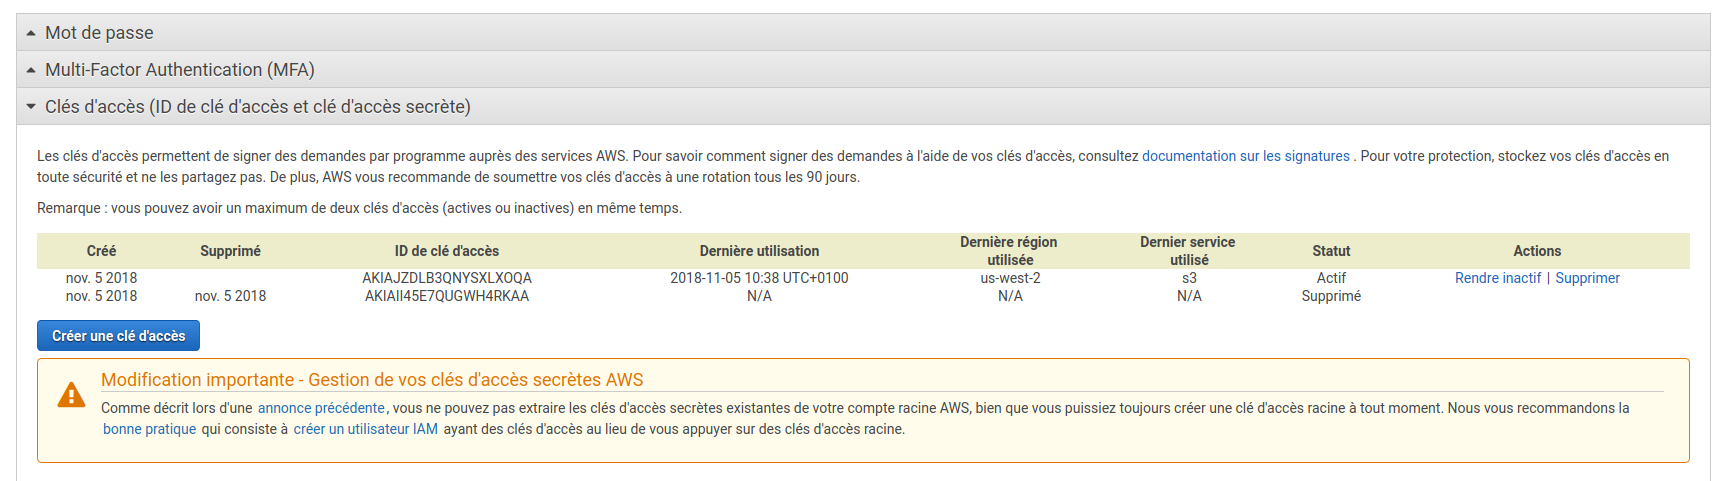 Mot de passe
Multi-Factor Authentication (MFA)
Clés d'accès (ID de clé d'accès et clé d'accès secrète)
Les clés d'accès permettent de signer des demandes par programme auprès des services AWS. Pour savoir comment signer des demandes à l'aide de vos clés d'accès, consultez documentation sur les signatures . Pour votre protection, stockez vos clés d'accès en
toute sécurité et ne les partagez pas. De plus, AWS vous recommande de soumettre vos clés d'accès à une rotation tous les 90 jours.
Remarque : vous pouvez avoir un maximum de deux clés d'accès (actives ou inactives) en même temps.
Créé Supprimé ID de clé d'accès Dernière utilisation Dernière région utilisée Dernier service utilisé Statut Actions
nov. 5 2018 AKIAJZDLB3QNYSXLXOQA 2018-11-05 10:38 UTC+0100 us-west-2 s3 Actif Rendre inactif | Supprimer
nov. 5 2018 nov. 5 2018 AKIAII45E7QUGWH4RKAA N/A N/A N/A Supprimé
Créer une clé d'accès
Modification importante - Gestion de vos clés d'accès secrètes AWS
Comme décrit lors d'une annonce précédente, vous ne pouvez pas extraire les clés d'accès secrètes existantes de votre compte racine AWS, bien que vous puissiez toujours créer une clé d'accès racine à tout moment. Nous vous recommandons la
bonne pratique qui consiste à créer un utilisateur IAM ayant des clés d'accès au lieu de vous appuyer sur des clés d'accès racine.